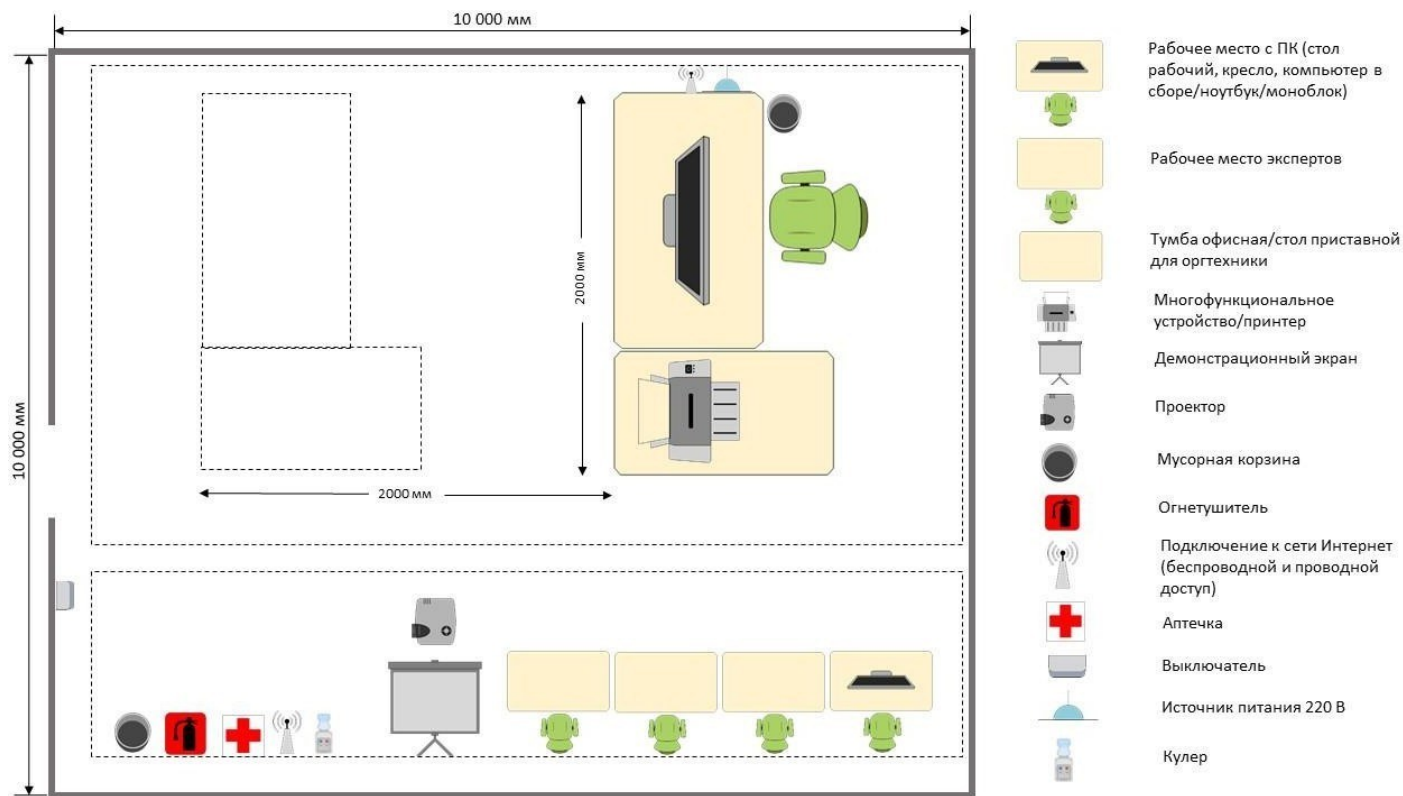 10 000 мм
10 000 мм
2000 мм
2000 мм
Рабочее место с ПК (стол
рабочий, кресло, компьютер в
сборе/ноутбук/моноблок)
Рабочее место экспертов
Тумба офисная/стол приставной
для оргтехники
Многофункциональное
устройство/принтер
Демонстрационный экран
Проектор
Мусорная корзина
Огнетушитель
Подключение к сети Интернет
(беспроводной и проводной
доступ)
Аптечка
Выключатель
Источник питания 220 В
Кулер